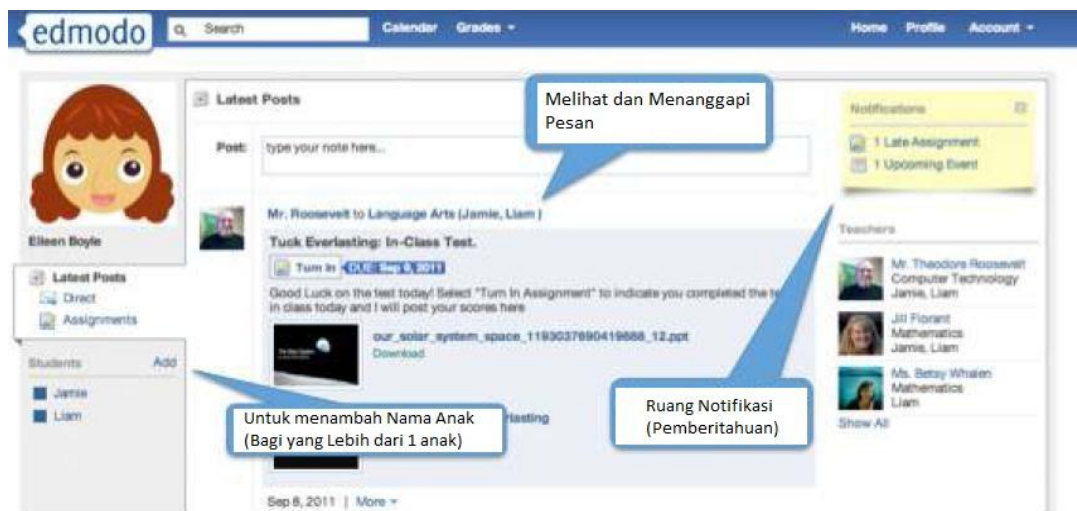 edmodo
Search
Calendar Grades
Home Profile Account
Latest Posts
Melihat dan Menanggapi
Pesan
Post: type your note here...
Notifications
1 Late Assignment
1 Upcoming Event
Mr. Roosevelt to Language Arts (Jamie, Liam )
Tuck Everlasting: In-Class Test.
Turn In DUE: Sep 9, 2011
Good Luck on the test today! Select "Turn In Assignment" to indicate you completed the
in class today and I will post your scores here
our_solar_system_space_1193037690419688_12.ppt
Download
Eileen Boyle
Latest Posts
Direct
Assignments
Students Add
Jamie
Liam
Untuk menambah Nama Anak
(Bagi yang Lebih dari 1 anak)
Ruang Notifikasi
(Pemberitahuan)
Teachers
Mr. Theodore Roosevelt
Computer Technology
Jamie, Liam
Jill Florant
Mathematics
Jamie, Liam
Ms. Betsy Whalen
Mathematics
Liam
Show All
Sep 8, 2011 | More